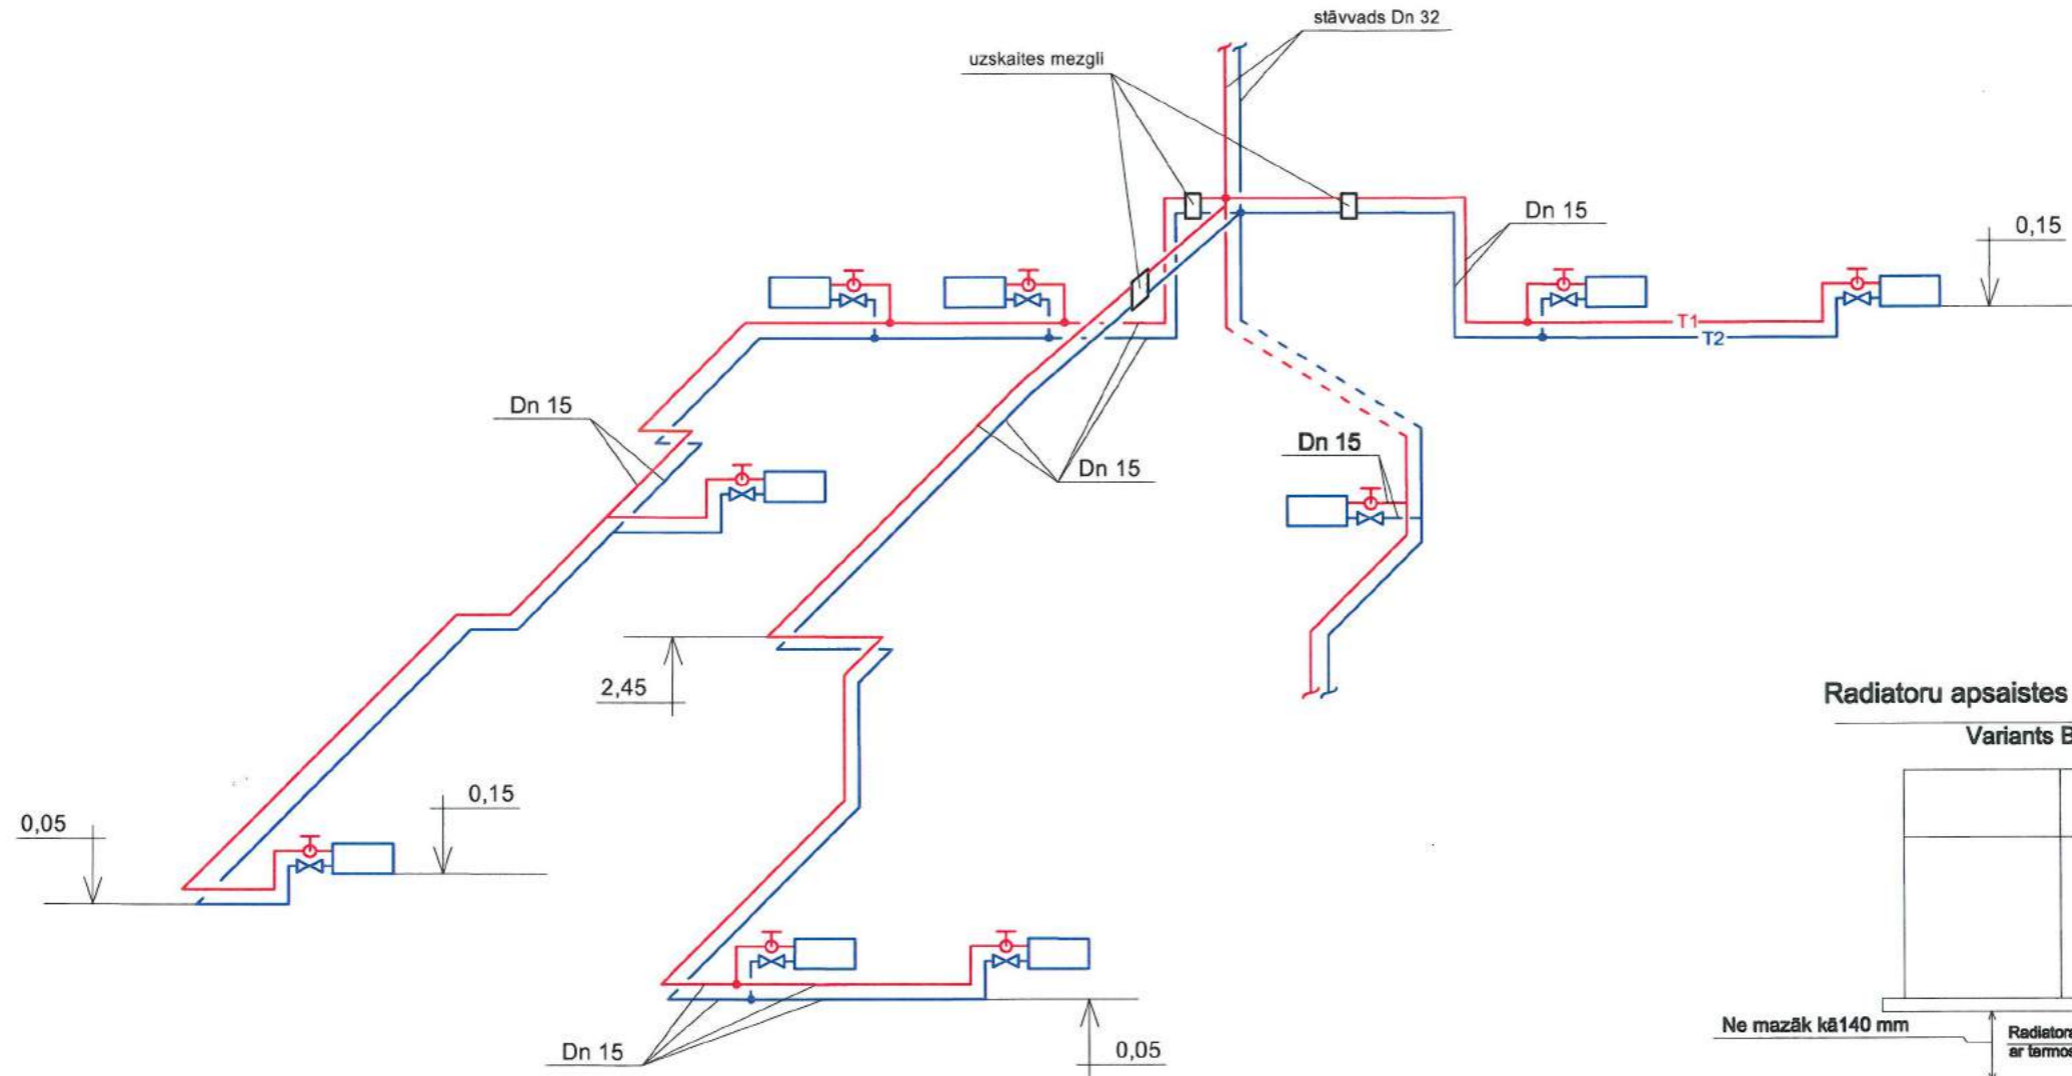 stāvvads Dn 32
uzskaites mezgli
Dn 15
0,15
T1
T2
Dn 15
Dn 15
Dn 15
2,45
0,15
0,05
Radiatoru apsaistes
Variants B
Ne mazāk kā140 mm
ar
Dn 15
0,05